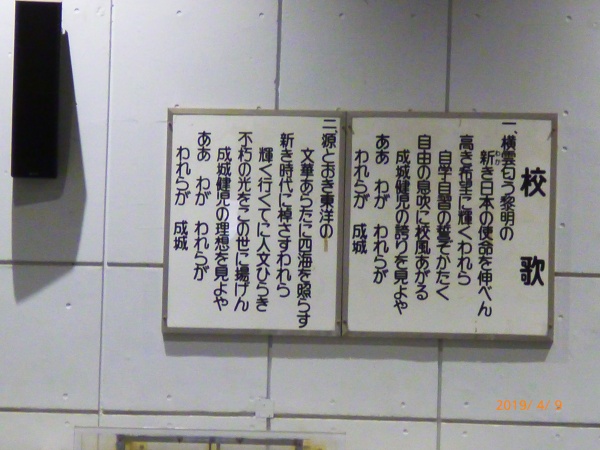 校歌
一、横雲匂う黎明の
新き日本の使命を伸べん
高き希望に輝くわれら
自学自習の誓ぞかたく
自由の息吹に校風あがる
成城健児の誇りを見よや
ああ わが われらが
われらが 成城
二、源とおき東洋の
文華あらたに四海を照らす
新き時代に棹さすわれら
輝く行くてに人文ひらき
不朽の光をこの世に揚げん
成城健児の理想を見よや
ああ わが われらが
われらが 成城
2019/ 4/ 9